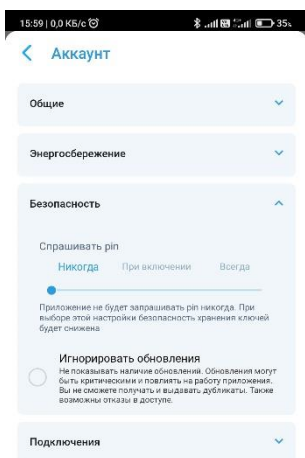 15:59 | 0,0 КБ/с 35%
Аккаунт
Общие
Энергосбережение
Безопасность
Спрашивать pin
Никогда При включении Всегда
Приложение не будет запрашивать pin никогда. При
выборе этой настройки безопасность хранения ключей
будет снижена
Игнорировать обновления
Не показывать наличие обновлений. Обновления могут
быть критическими и повлиять на работу приложения.
Вы не сможете получать и выдавать дубликаты. Также
возможны отказы в доступе.
Подключения